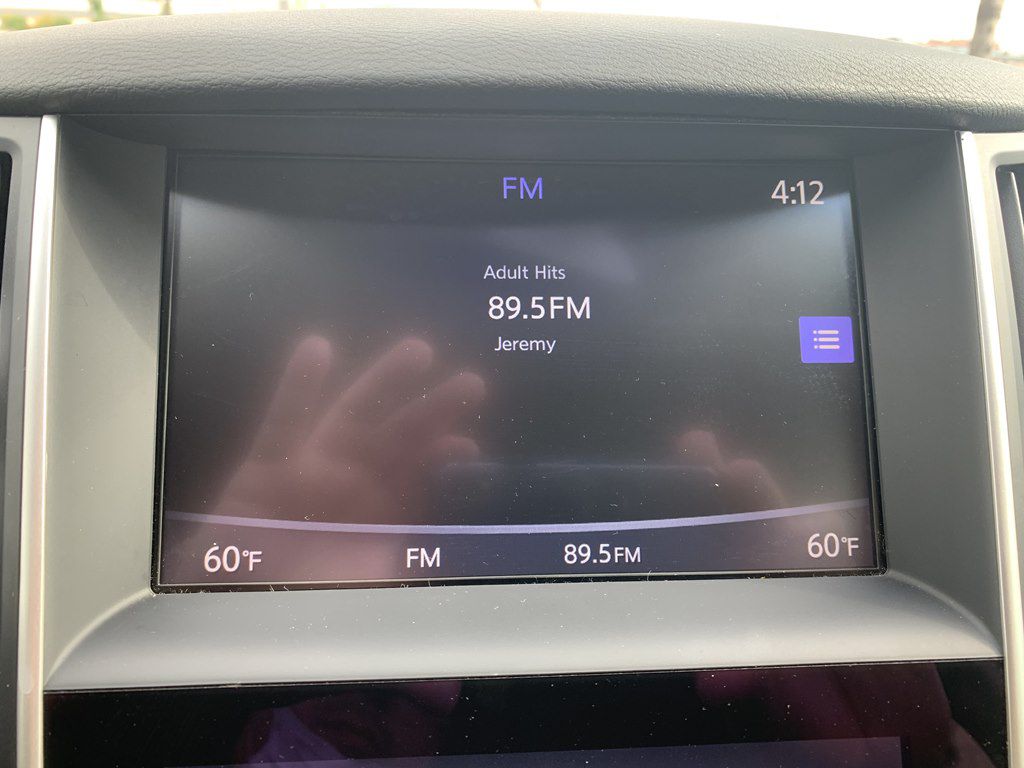 FM 4:12
Adult Hits
89.5FM
Jeremy
60°F FM 89.5FM 60°F